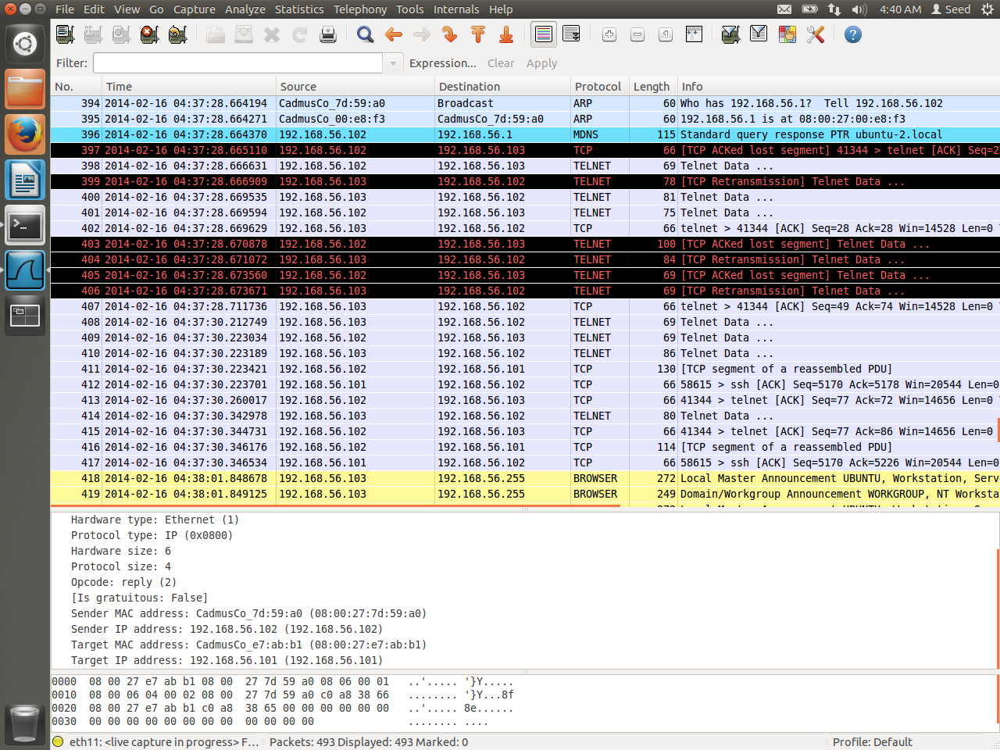 File Edit View Go Capture Analyze Statistics Telephony Tools Internals Help 4:40 AM Seed
Filter: Expression... Clear Apply
No. Time Source Destination Protocol Length Info
394 2014-02-16 04:37:28.664194 CadmusCo_7d:59:a0 Broadcast ARP 60 Who has 192.168.56.1?  Tell 192.168.56.102
395 2014-02-16 04:37:28.664271 CadmusCo_00:e8:f3 CadmusCo_7d:59:a0 ARP 60 192.168.56.1 is at 08:00:27:00:e8:f3
396 2014-02-16 04:37:28.664370 192.168.56.102 192.168.56.1 MDNS 115 Standard query response PTR ubuntu-2.local
397 2014-02-16 04:37:28.665110 192.168.56.102 192.168.56.103 TCP 66 [TCP ACKed lost segment] 41344 > telnet [ACK] Seq=2
398 2014-02-16 04:37:28.666631 192.168.56.102 192.168.56.103 TELNET 69 Telnet Data ...
399 2014-02-16 04:37:28.666909 192.168.56.103 192.168.56.102 TELNET 78 [TCP Retransmission] Telnet Data ...
400 2014-02-16 04:37:28.669535 192.168.56.103 192.168.56.102 TELNET 81 Telnet Data ...
401 2014-02-16 04:37:28.669594 192.168.56.102 192.168.56.103 TELNET 75 Telnet Data ...
402 2014-02-16 04:37:28.669629 192.168.56.103 192.168.56.102 TCP 66 telnet > 41344 [ACK] Seq=28 Ack=28 Win=14528 Len=0
403 2014-02-16 04:37:28.670878 192.168.56.102 192.168.56.103 TELNET 100 [TCP ACKed lost segment] Telnet Data ...
404 2014-02-16 04:37:28.671072 192.168.56.103 192.168.56.102 TELNET 84 [TCP Retransmission] Telnet Data ...
405 2014-02-16 04:37:28.673560 192.168.56.102 192.168.56.103 TELNET 69 [TCP ACKed lost segment] Telnet Data ...
406 2014-02-16 04:37:28.673671 192.168.56.103 192.168.56.102 TELNET 69 [TCP Retransmission] Telnet Data ...
407 2014-02-16 04:37:28.711736 192.168.56.103 192.168.56.102 TCP 66 telnet > 41344 [ACK] Seq=49 Ack=74 Win=14528 Len=0
408 2014-02-16 04:37:30.212749 192.168.56.103 192.168.56.102 TELNET 69 Telnet Data ...
409 2014-02-16 04:37:30.223034 192.168.56.102 192.168.56.103 TELNET 69 Telnet Data ...
410 2014-02-16 04:37:30.223189 192.168.56.103 192.168.56.102 TELNET 86 Telnet Data ...
411 2014-02-16 04:37:30.223421 192.168.56.102 192.168.56.101 TCP 130 [TCP segment of a reassembled PDU]
412 2014-02-16 04:37:30.223701 192.168.56.101 192.168.56.102 TCP 66 58615 > ssh [ACK] Seq=5170 Ack=5178 Win=20544 Len=0
413 2014-02-16 04:37:30.260017 192.168.56.102 192.168.56.103 TCP 66 41344 > telnet [ACK] Seq=77 Ack=72 Win=14656 Len=0
414 2014-02-16 04:37:30.342978 192.168.56.103 192.168.56.102 TELNET 80 Telnet Data ...
415 2014-02-16 04:37:30.344731 192.168.56.102 192.168.56.103 TCP 66 41344 > telnet [ACK] Seq=77 Ack=86 Win=14656 Len=0
416 2014-02-16 04:37:30.346176 192.168.56.102 192.168.56.101 TCP 114 [TCP segment of a reassembled PDU]
417 2014-02-16 04:37:30.346534 192.168.56.101 192.168.56.102 TCP 66 58615 > ssh [ACK] Seq=5170 Ack=5226 Win=20544 Len=0
418 2014-02-16 04:38:01.848678 192.168.56.103 192.168.56.255 BROWSER 272 Local Master Announcement UBUNTU, Workstation, Serve
419 2014-02-16 04:38:01.849125 192.168.56.103 192.168.56.255 BROWSER 249 Domain/Workgroup Announcement WORKGROUP, NT Worksta
Hardware type: Ethernet (1)
Protocol type: IP (0x0800)
Hardware size: 6
Protocol size: 4
Opcode: reply (2)
[Is gratuitous: False]
Sender MAC address: CadmusCo_7d:59:a0 (08:00:27:7d:59:a0)
Sender IP address: 192.168.56.102 (192.168.56.102)
Target MAC address: CadmusCo_e7:ab:b1 (08:00:27:e7:ab:b1)
Target IP address: 192.168.56.101 (192.168.56.101)
0000  08 00 27 e7 ab b1 08 00  27 7d 59 a0 08 06 00 01   ..'..... '}Y.....
0010  08 00 06 04 00 02 08 00  27 7d 59 a0 c0 a8 38 66   ........ '}Y...8f
0020  08 00 27 e7 ab b1 c0 a8  38 65 00 00 00 00 00 00   ..'..... 8e......
0030  00 00 00 00 00 00 00 00  00 00 00 00   ........ ....
eth11: <live capture in progress> F... Packets: 493 Displayed: 493 Marked: 0 Profile: Default